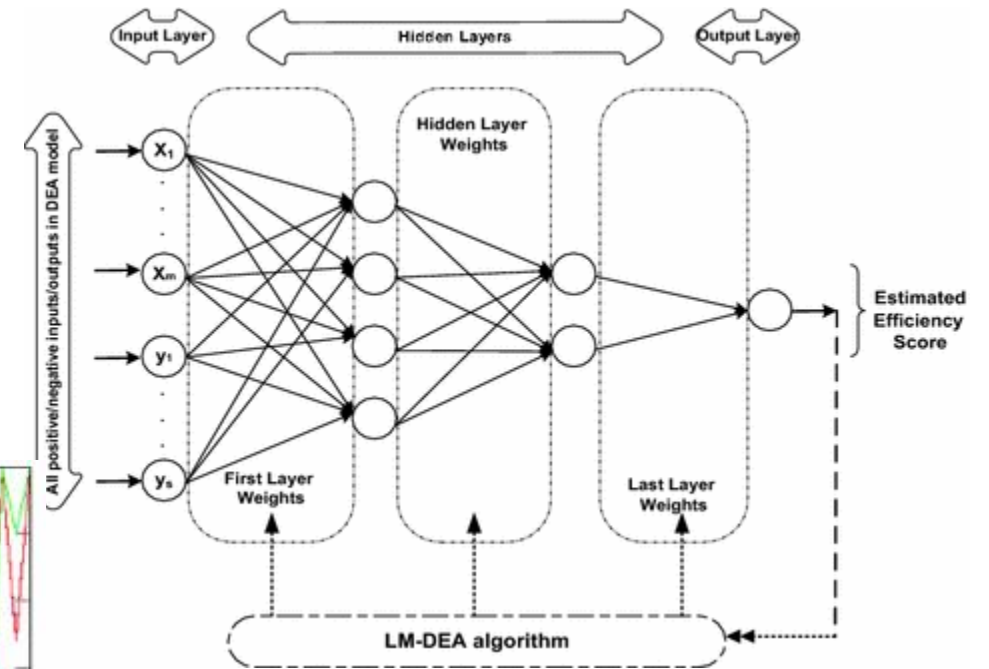 Input Layer
Hidden Layers
Output Layer
All positive/negative inputs/outputs in DEA model
Hidden Layer
Weights
X₁
Xₘ
y₁
yₛ
First Layer
Weights
Last Layer
Weights
Estimated
Efficiency
Score
LM-DEA algorithm